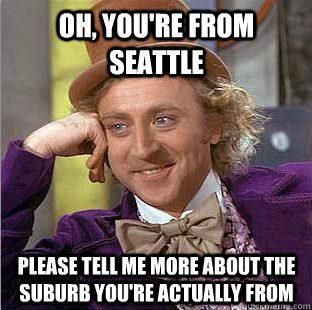 OH, YOU'RE FROM
SEATTLE
PLEASE TELL ME MORE ABOUT THE
SUBURB YOU'RE ACTUALLY FROM